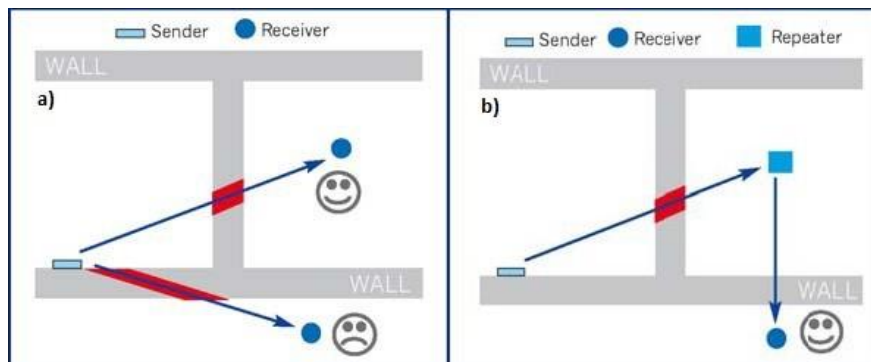 Sender Receiver
WALL
a)
WALL
Sender Receiver Repeater
WALL
b)
WALL